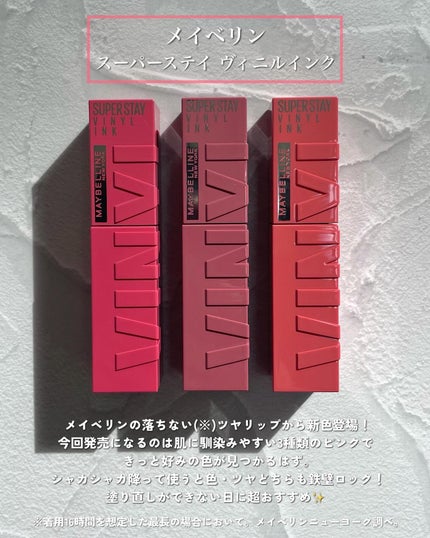 メイベリン
スーパーステイ ヴィニルインク
SUPER STAY
VINYL
INK
MAYBELLINE
NEW YORK
VINYL
SUPER STAY
VINYL
INK
MAYBELLINE
NEW YORK
VINYL
SUPER STAY
VINYL
INK
MAYBELLINE
NEW YORK
VINYL
メイベリンの落ちない(※)ツヤリップから新色登場！
今回発売になるのは肌に馴染みやすい3種類のピンクで
きっと好みの色が見つかるはず。
シャカシャカ降って使うと色・ツヤどちらも鉄壁ロック！
塗り直しができない日に超おすすめ✨
※着用16時間を想定した最長の場合において。メイベリンニューヨーク調べ。